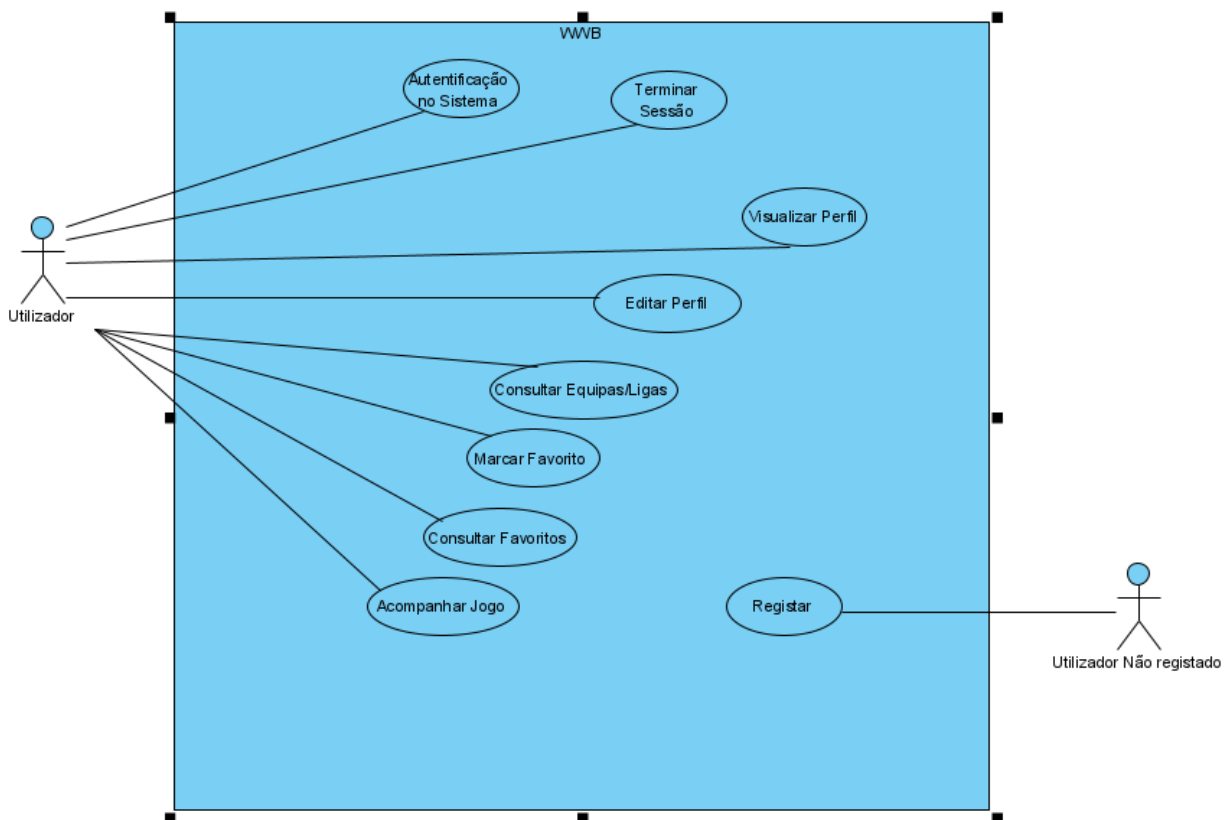 WWB
Autentificação
no Sistema
Terminar
Sessão
Visualizar Perfil
Utilizador
Editar Perfil
Consultar Equipas/Ligas
Marcar Favorito
Consultar Favoritos
Acompanhar Jogo
Registar
Utilizador Não registado